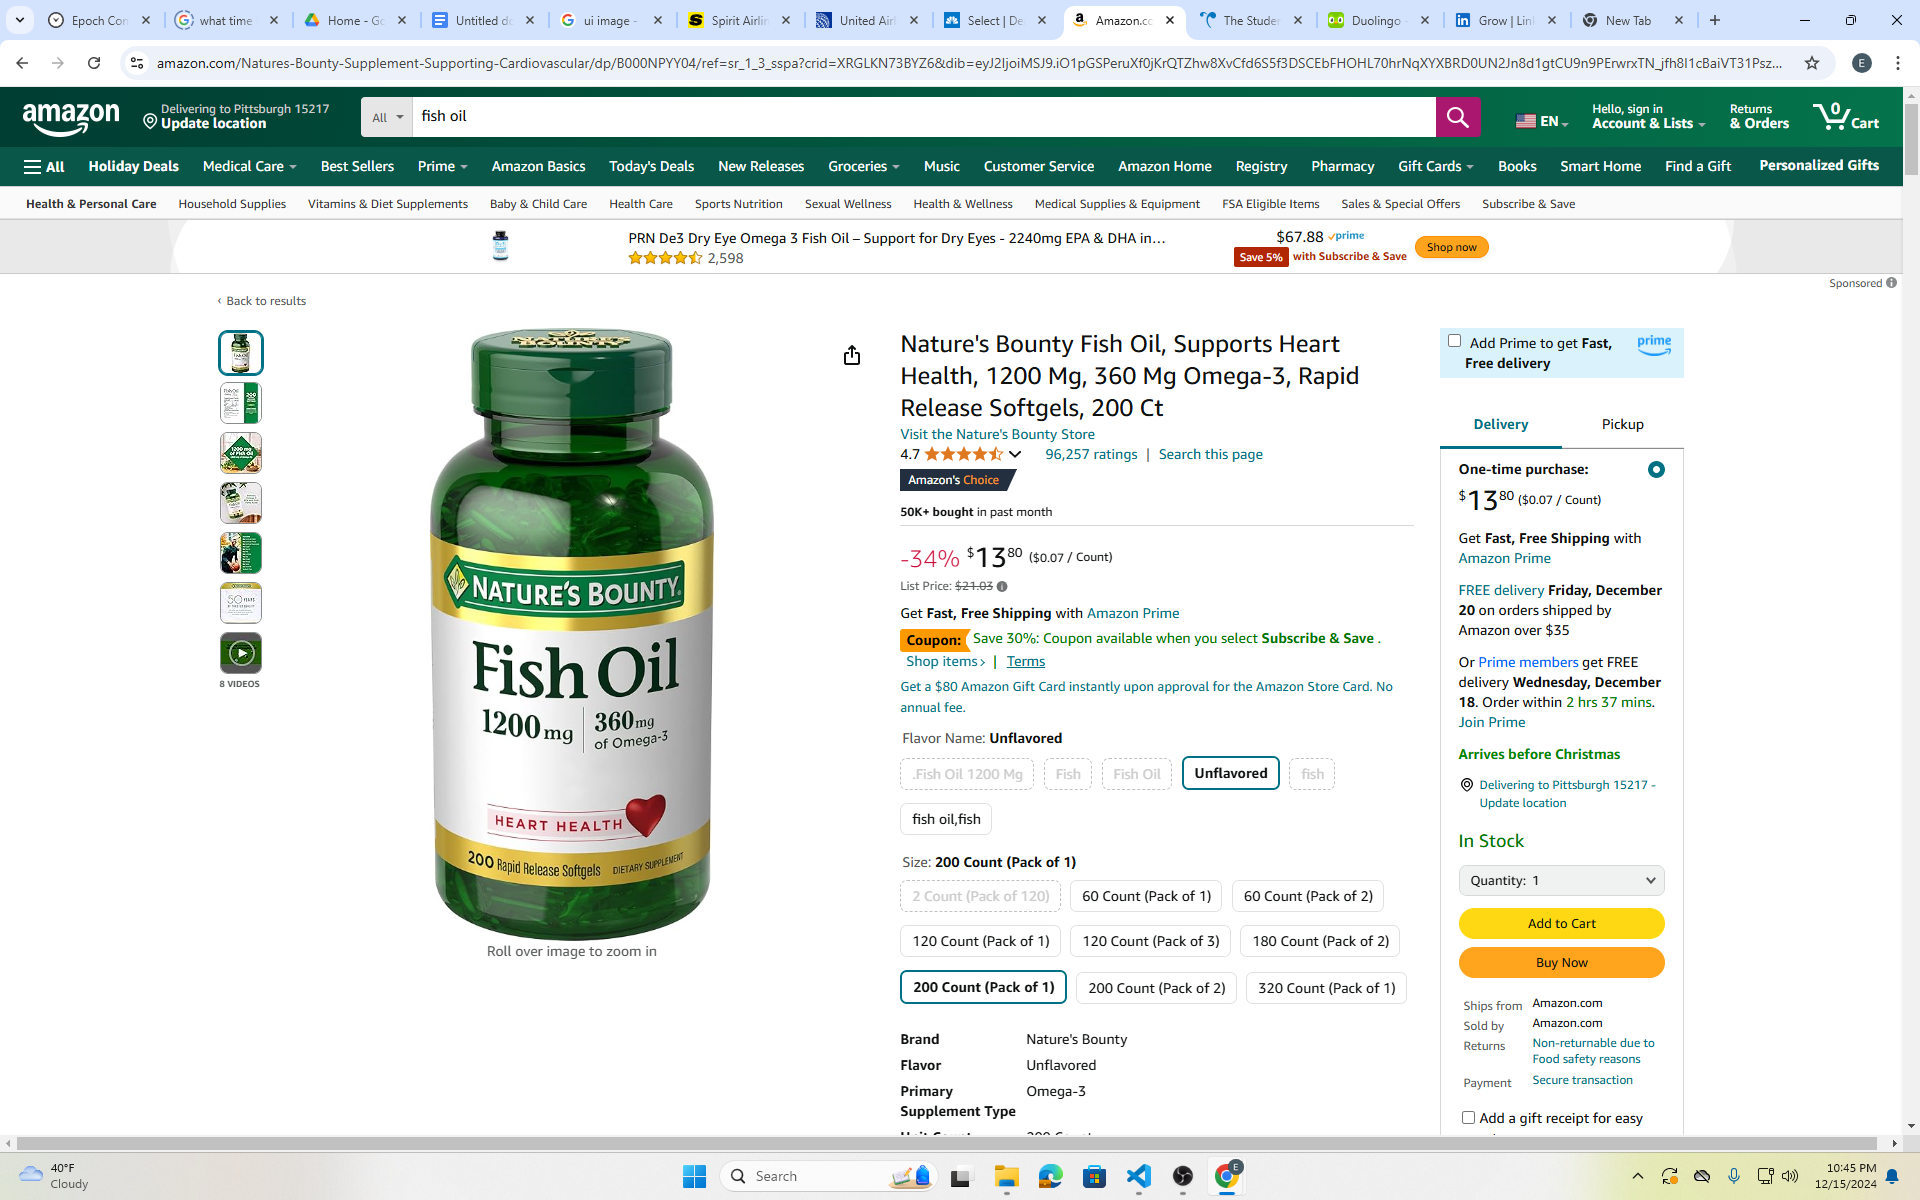 Epoch Con
what time
Home - Go
Untitled do
ui image -
Spirit Airlin
United Airl
Select | De
Amazon.co
The Studen
Duolingo -
Grow | Link
New Tab
amazon.com/Natures-Bounty-Supplement-Supporting-Cardiovascular/dp/B000NPYY04/ref=sr_1_3_sspa?crid=XRGLKN73BYZ6&dib=eyJ2IjoiMSJ9.iO1pGSPeruXf0jKrQTZhw8XvCfd6S5f3DSCEbFHOHL70hrNqXYXBRD0UN2Jn8d1gtCU9n9PErwrxTN_jfh8l1cBaiVT31Psz...
E
amazon
Delivering to Pittsburgh 15217
Update location
All
fish oil
EN
Hello, sign in
Account & Lists
Returns
& Orders
0
Cart
All
Holiday Deals
Medical Care
Best Sellers
Prime
Amazon Basics
Today's Deals
New Releases
Groceries
Music
Customer Service
Amazon Home
Registry
Pharmacy
Gift Cards
Books
Smart Home
Find a Gift
Personalized Gifts
Health & Personal Care
Household Supplies
Vitamins & Diet Supplements
Baby & Child Care
Health Care
Sports Nutrition
Sexual Wellness
Health & Wellness
Medical Supplies & Equipment
FSA Eligible Items
Sales & Special Offers
Subscribe & Save
PRN De3 Dry Eye Omega 3 Fish Oil – Support for Dry Eyes - 2240mg EPA & DHA in…
2,598
$67.88 prime
Save 5% with Subscribe & Save
Shop now
Sponsored
‹ Back to results
8 VIDEOS
NATURE'S BOUNTY
NATURE'S BOUNTY
Fish Oil
1200 mg
360 mg
of Omega-3
HEART HEALTH
200 Rapid Release Softgels DIETARY SUPPLEMENT
Roll over image to zoom in
Nature's Bounty Fish Oil, Supports Heart
Health, 1200 Mg, 360 Mg Omega-3, Rapid
Release Softgels, 200 Ct
Visit the Nature's Bounty Store
4.7
96,257 ratings | Search this page
Amazon's Choice
50K+ bought in past month
-34% $13 80 ($0.07 / Count)
List Price: $21.03
Get Fast, Free Shipping with Amazon Prime
Coupon: Save 30%: Coupon available when you select Subscribe & Save .
Shop items › | Terms
Get a $80 Amazon Gift Card instantly upon approval for the Amazon Store Card. No
annual fee.
Flavor Name: Unflavored
.Fish Oil 1200 Mg
Fish
Fish Oil
Unflavored
fish
fish oil,fish
Size: 200 Count (Pack of 1)
2 Count (Pack of 120)
60 Count (Pack of 1)
60 Count (Pack of 2)
120 Count (Pack of 1)
120 Count (Pack of 3)
180 Count (Pack of 2)
200 Count (Pack of 1)
200 Count (Pack of 2)
320 Count (Pack of 1)
Brand Nature's Bounty
Flavor Unflavored
Primary Omega-3
Supplement Type
Add Prime to get Fast,
Free delivery
prime
Delivery
Pickup
One-time purchase:
$13 80 ($0.07 / Count)
Get Fast, Free Shipping with
Amazon Prime
FREE delivery Friday, December
20 on orders shipped by
Amazon over $35
Or Prime members get FREE
delivery Wednesday, December
18. Order within 2 hrs 37 mins.
Join Prime
Arrives before Christmas
Delivering to Pittsburgh 15217 -
Update location
In Stock
Quantity: 1
Add to Cart
Buy Now
Ships from Amazon.com
Sold by Amazon.com
Returns Non-returnable due to
Food safety reasons
Payment Secure transaction
Add a gift receipt for easy
40°F
Cloudy
Search
E
10:45 PM
12/15/2024